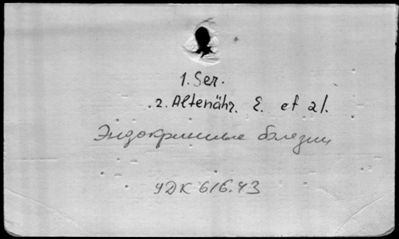 1. Ser.
2. Altenähr. E. et al.
Эндокринные болезни
УДК 616.43